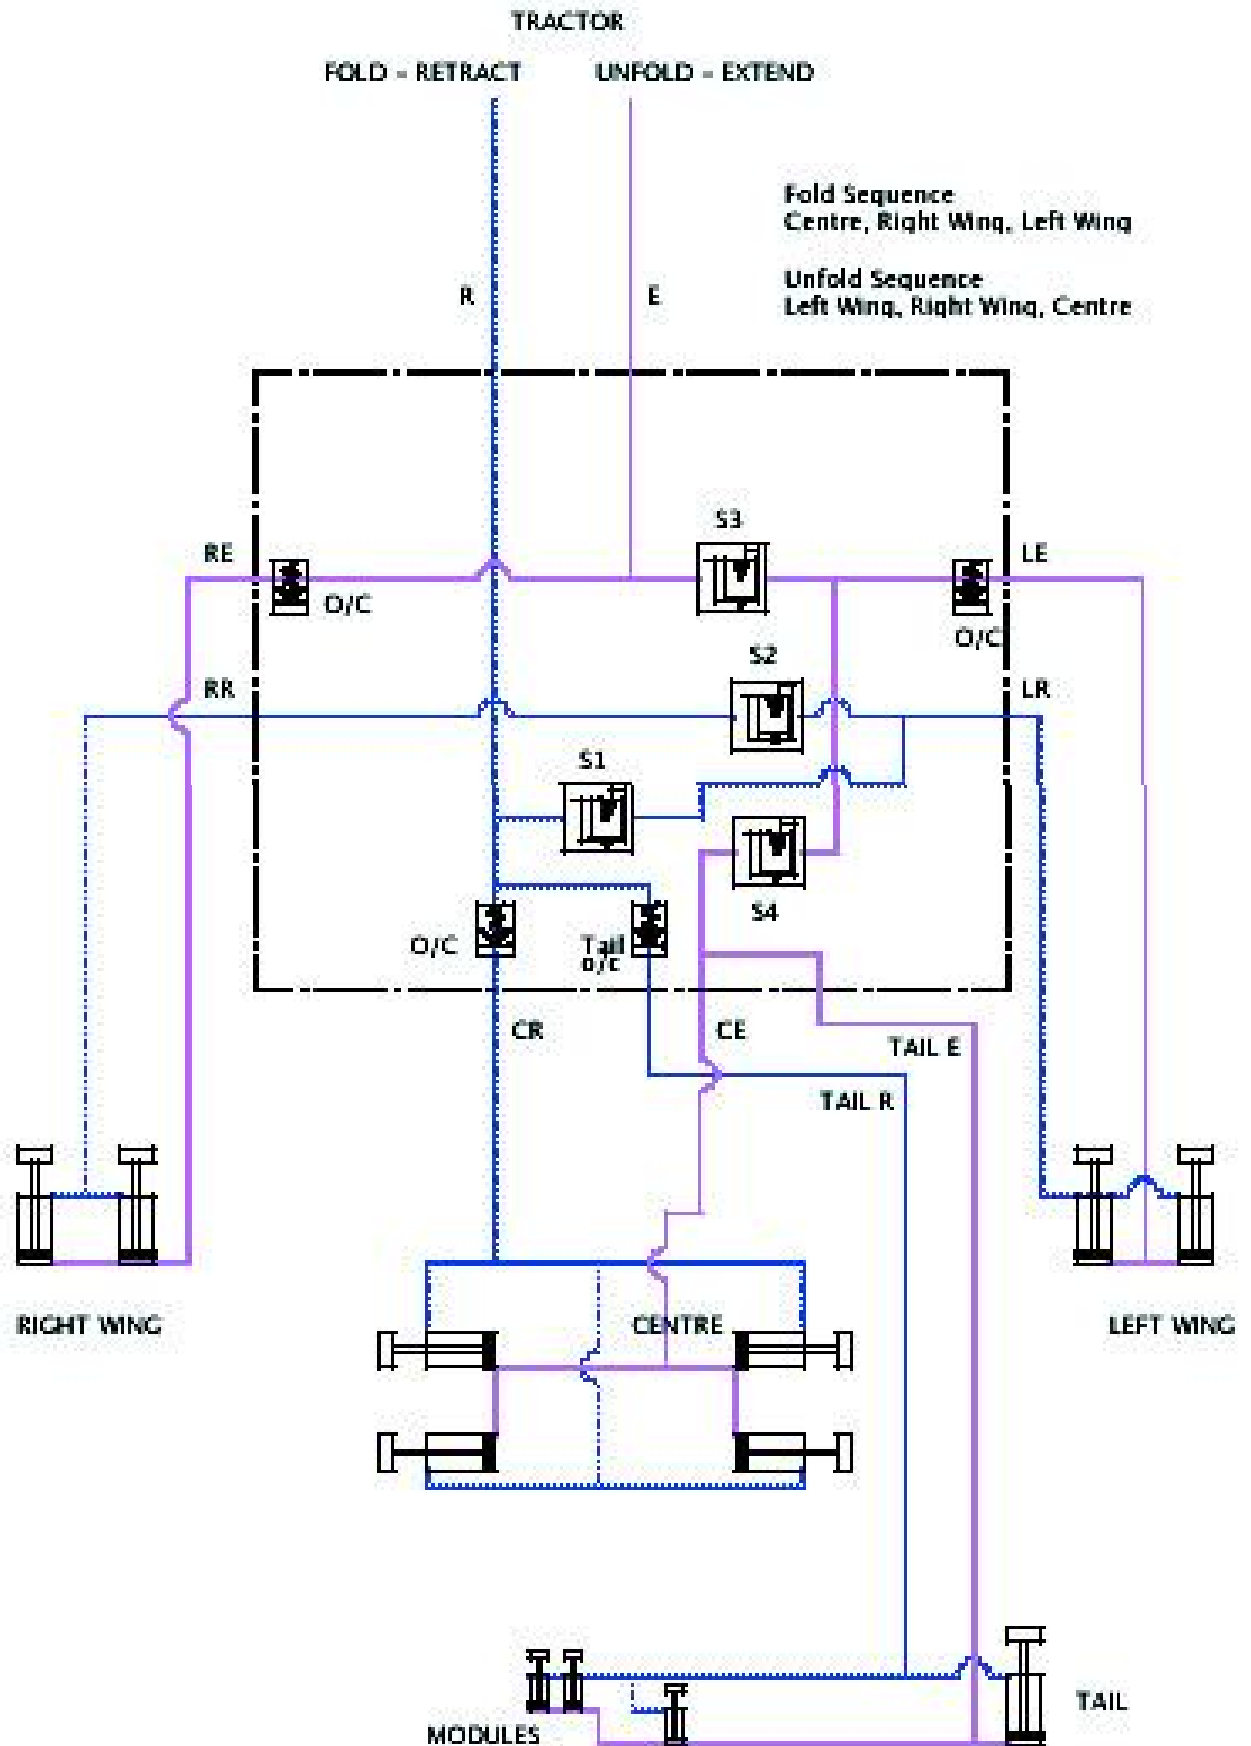 TRACTOR
FOLD - RETRACT
UNFOLD - EXTEND
Fold Sequence
Centre, Right Wing, Left Wing
Unfold Sequence
Left Wing, Right Wing, Centre
R
E
S3
RE
LE
O/C
O/C
S2
RR
LR
S1
S4
O/C
Tail
O/C
CR
CE
TAIL E
TAIL R
RIGHT WING
CENTRE
LEFT WING
TAIL
MODULES